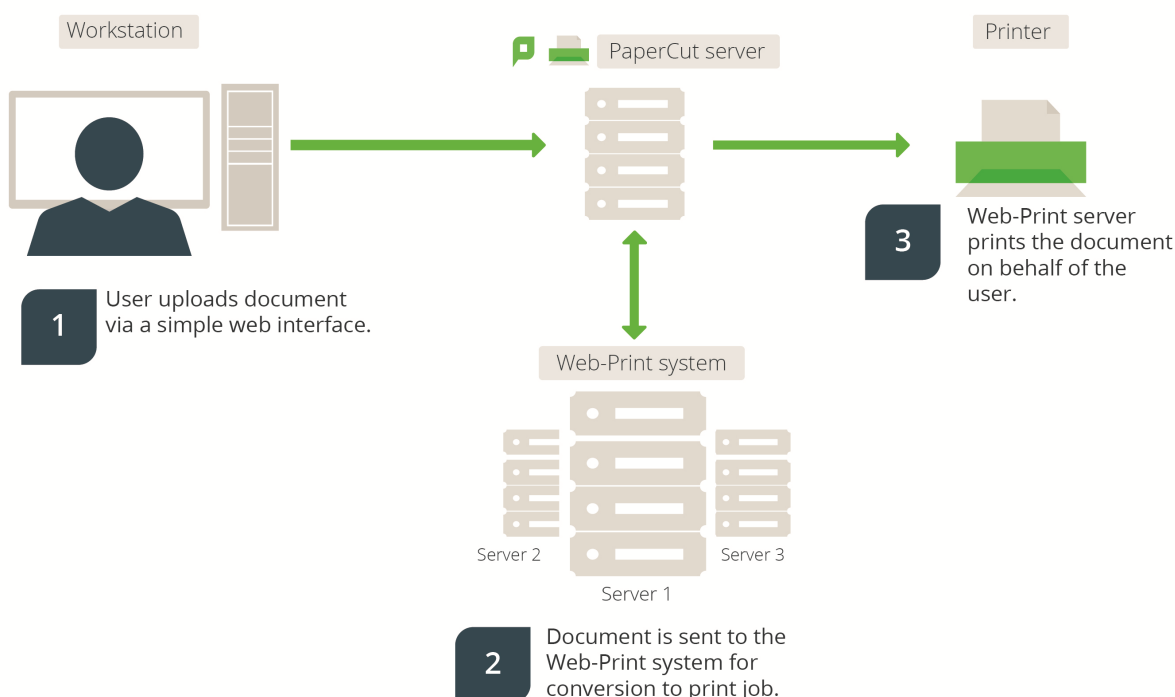 Workstation
PaperCut server
Printer
1
User uploads document
via a simple web interface.
3
Web-Print server
prints the document
on behalf of the
user.
Web-Print system
Server 2
Server 3
Server 1
2
Document is sent to the
Web-Print system for
conversion to print job.